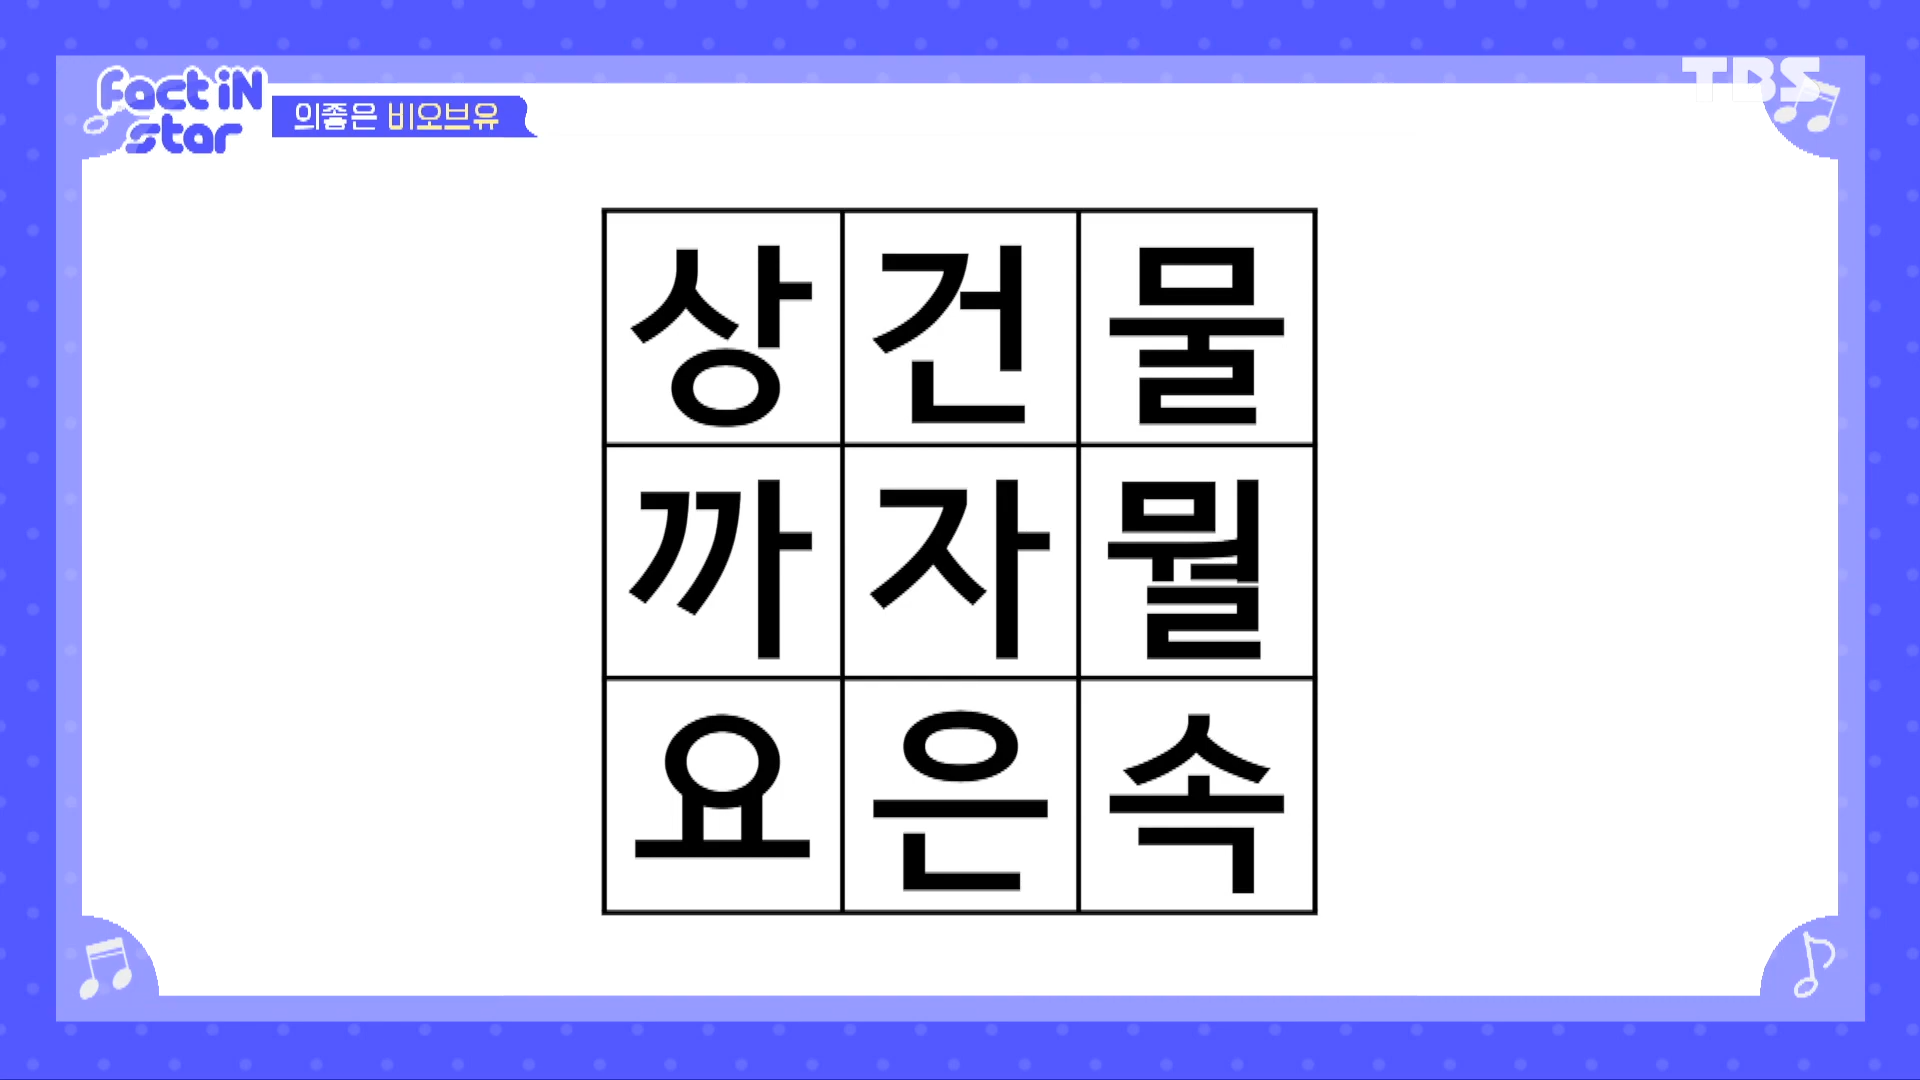 fact iN
star
의좋은 비오브유
TBS
상 건 물
까 자 뭘
요 은 속